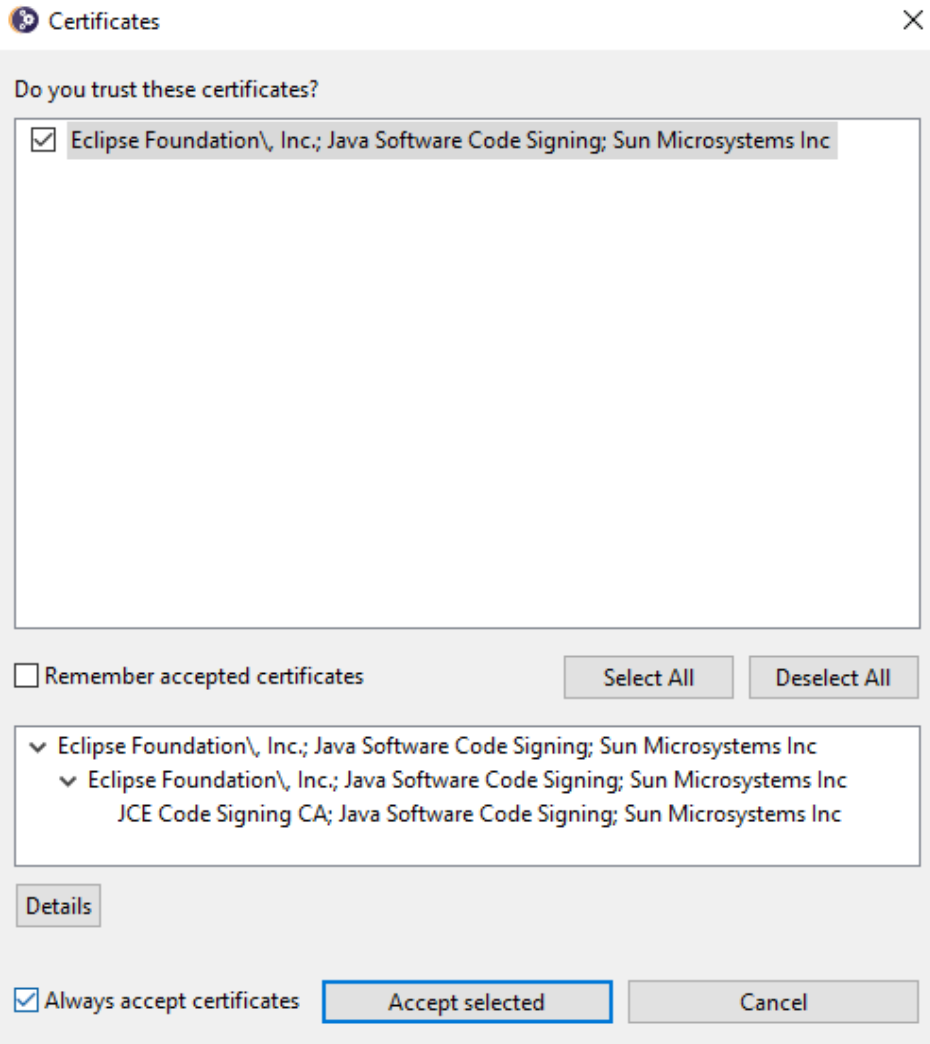 Certificates
Do you trust these certificates?
Eclipse Foundation\, Inc.; Java Software Code Signing; Sun Microsystems Inc
Remember accepted certificates
Select All
Deselect All
Eclipse Foundation\, Inc.; Java Software Code Signing; Sun Microsystems Inc
Eclipse Foundation\, Inc.; Java Software Code Signing; Sun Microsystems Inc
JCE Code Signing CA; Java Software Code Signing; Sun Microsystems Inc
Details
Always accept certificates
Accept selected
Cancel